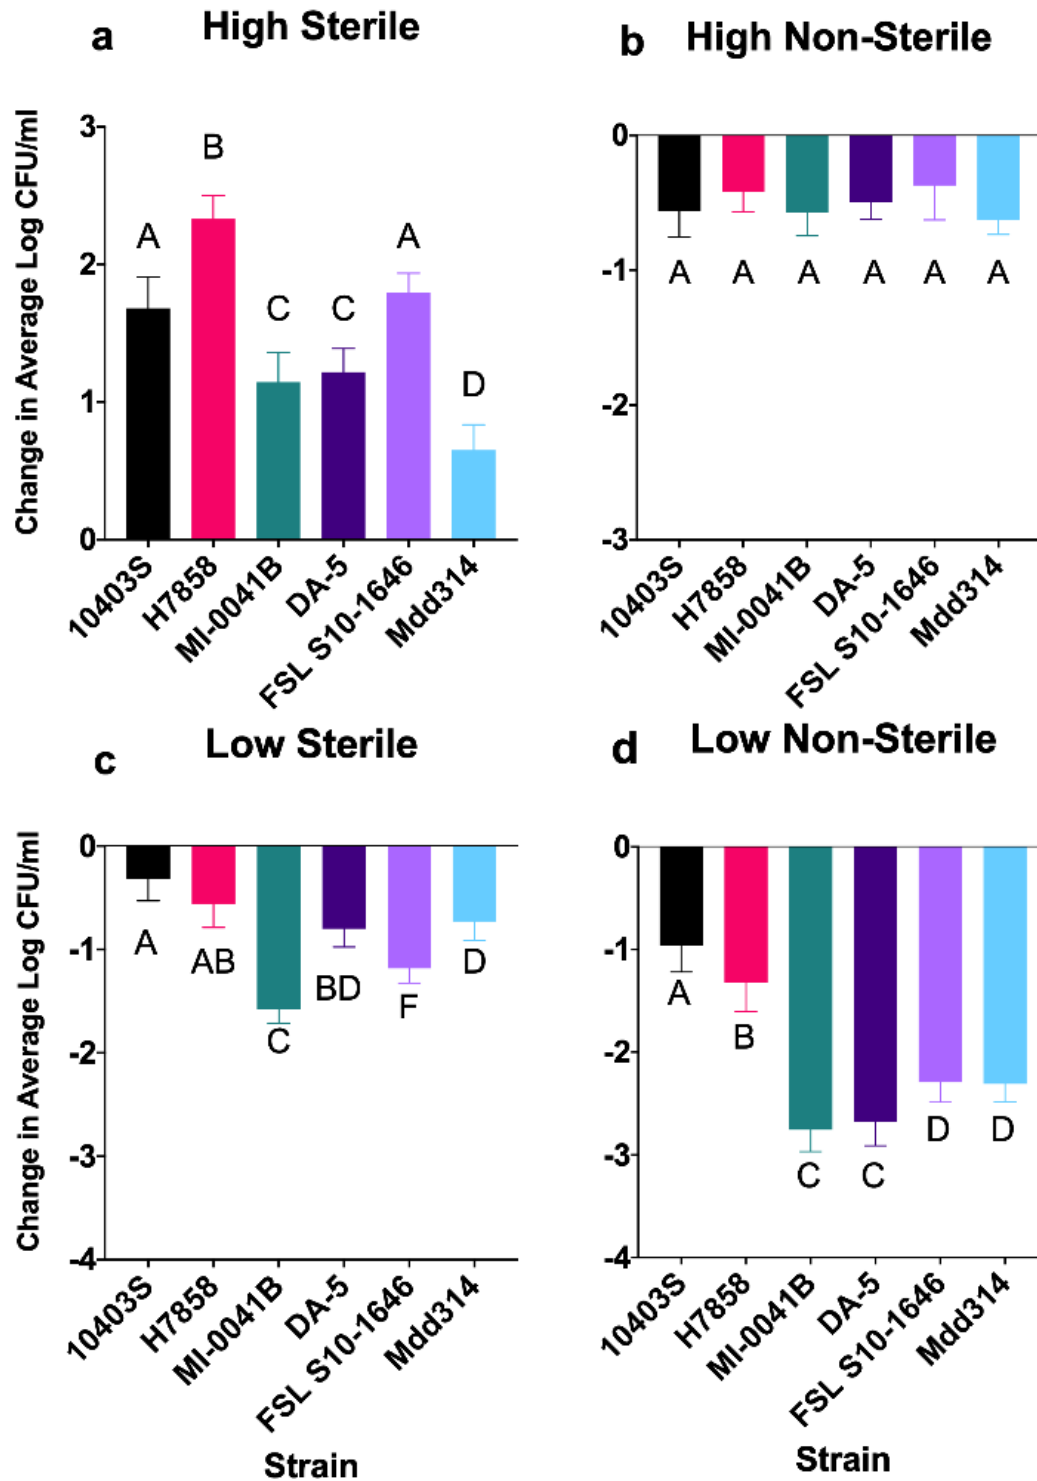 a High Sterile
Change in Average Log CFU/ml
3
2
1
0
A
B
C
C
A
D
10403S
H7858
MI-0041B
DA-5
FSL S10-1646
Mdd314
b High Non-Sterile
0
-1
-2
-3
A
A
A
A
A
A
10403S
H7858
MI-0041B
DA-5
FSL S10-1646
Mdd314
c Low Sterile
Change in Average Log CFU/ml
0
-1
-2
-3
-4
A
AB
C
BD
F
D
10403S
H7858
MI-0041B
DA-5
FSL S10-1646
Mdd314
Strain
d Low Non-Sterile
0
-1
-2
-3
-4
A
B
C
C
D
D
10403S
H7858
MI-0041B
DA-5
FSL S10-1646
Mdd314
Strain